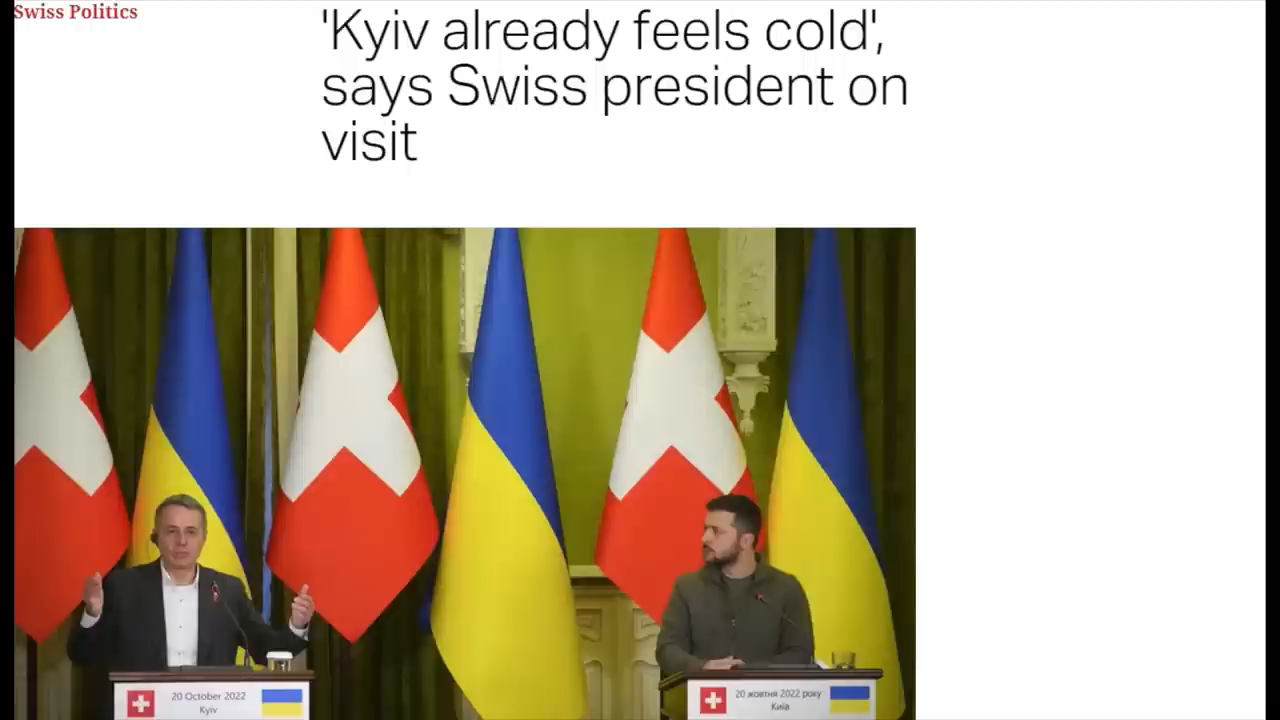 Swiss Politics
'Kyiv already feels cold',
says Swiss president on
visit
20 October 2022
Kyiv
20 жовтня 2022 року
Київ